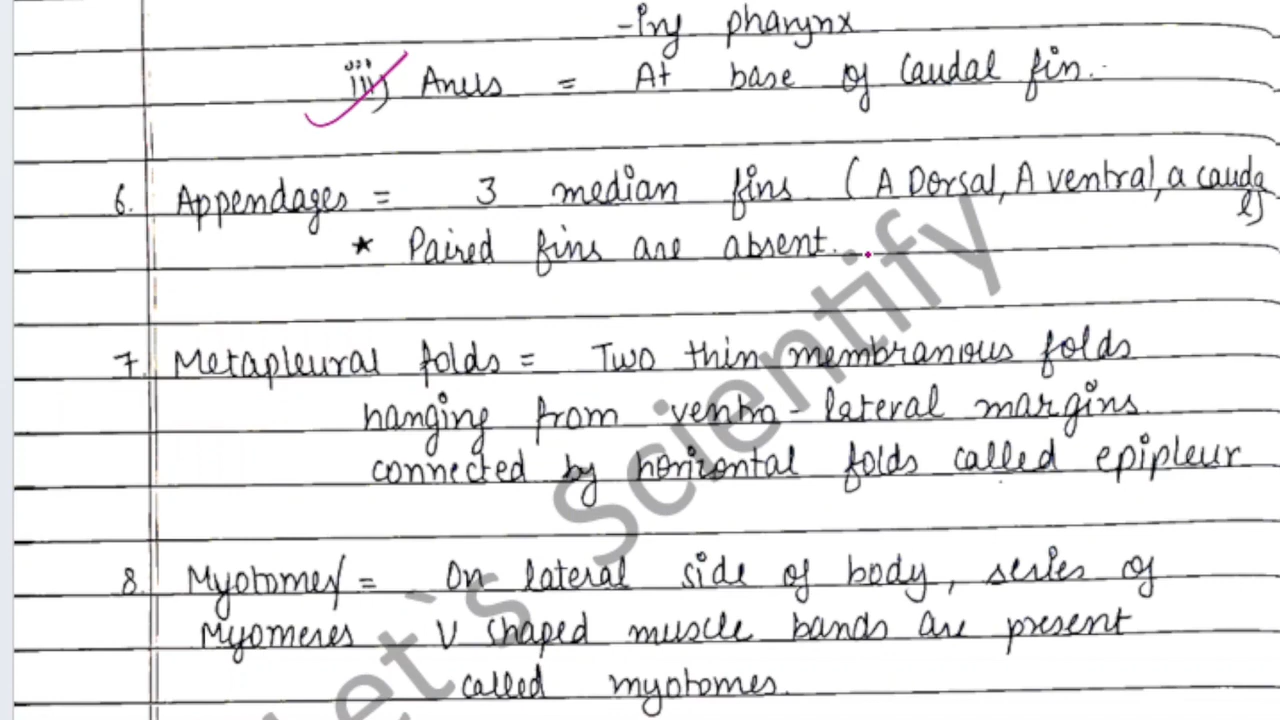 -ing pharynx
iii) Anus = At base of caudal fin.
6. Appendages = 3 median fins (A Dorsal, A ventral, a cauda
l)
★ Paired fins are absent.
7. Metapleural folds = Two thin membranous folds
hanging from ventro-lateral margins
connected by horizontal folds called epipleur
8. Myotomes/ = On lateral side of body, series of
Myomeres V shaped muscle bands are present
called myotomes.
Let`s Scientify